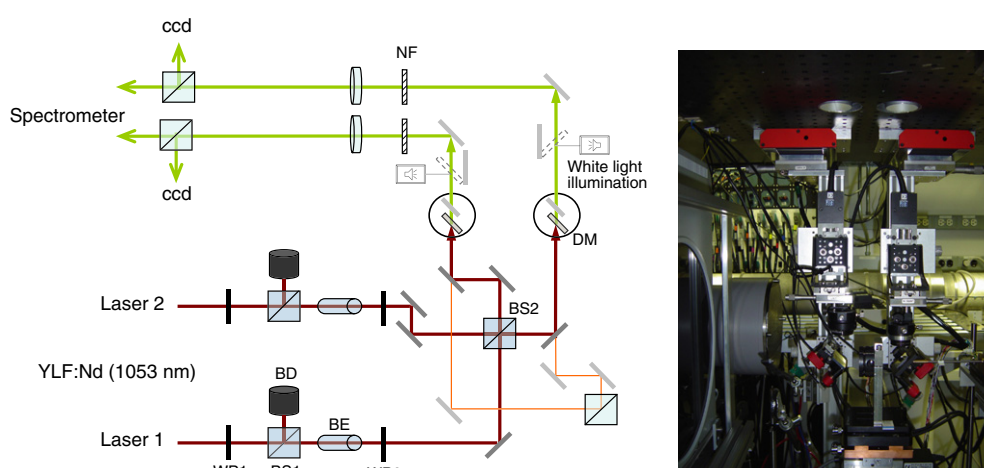 ccd
NF
Spectrometer
ccd
White light
illumination
DM
Laser 2
BS2
YLF:Nd (1053 nm)
BD
BE
Laser 1